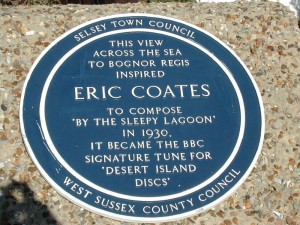 SELSEY TOWN COUNCIL
THIS VIEW
ACROSS THE SEA
TO BOGNOR REGIS
INSPIRED
ERIC COATES
TO COMPOSE
'BY THE SLEEPY LAGOON'
IN 1930.
IT BECAME THE BBC
SIGNATURE TUNE FOR
'DESERT ISLAND
DISCS'
WEST SUSSEX COUNTY COUNCIL